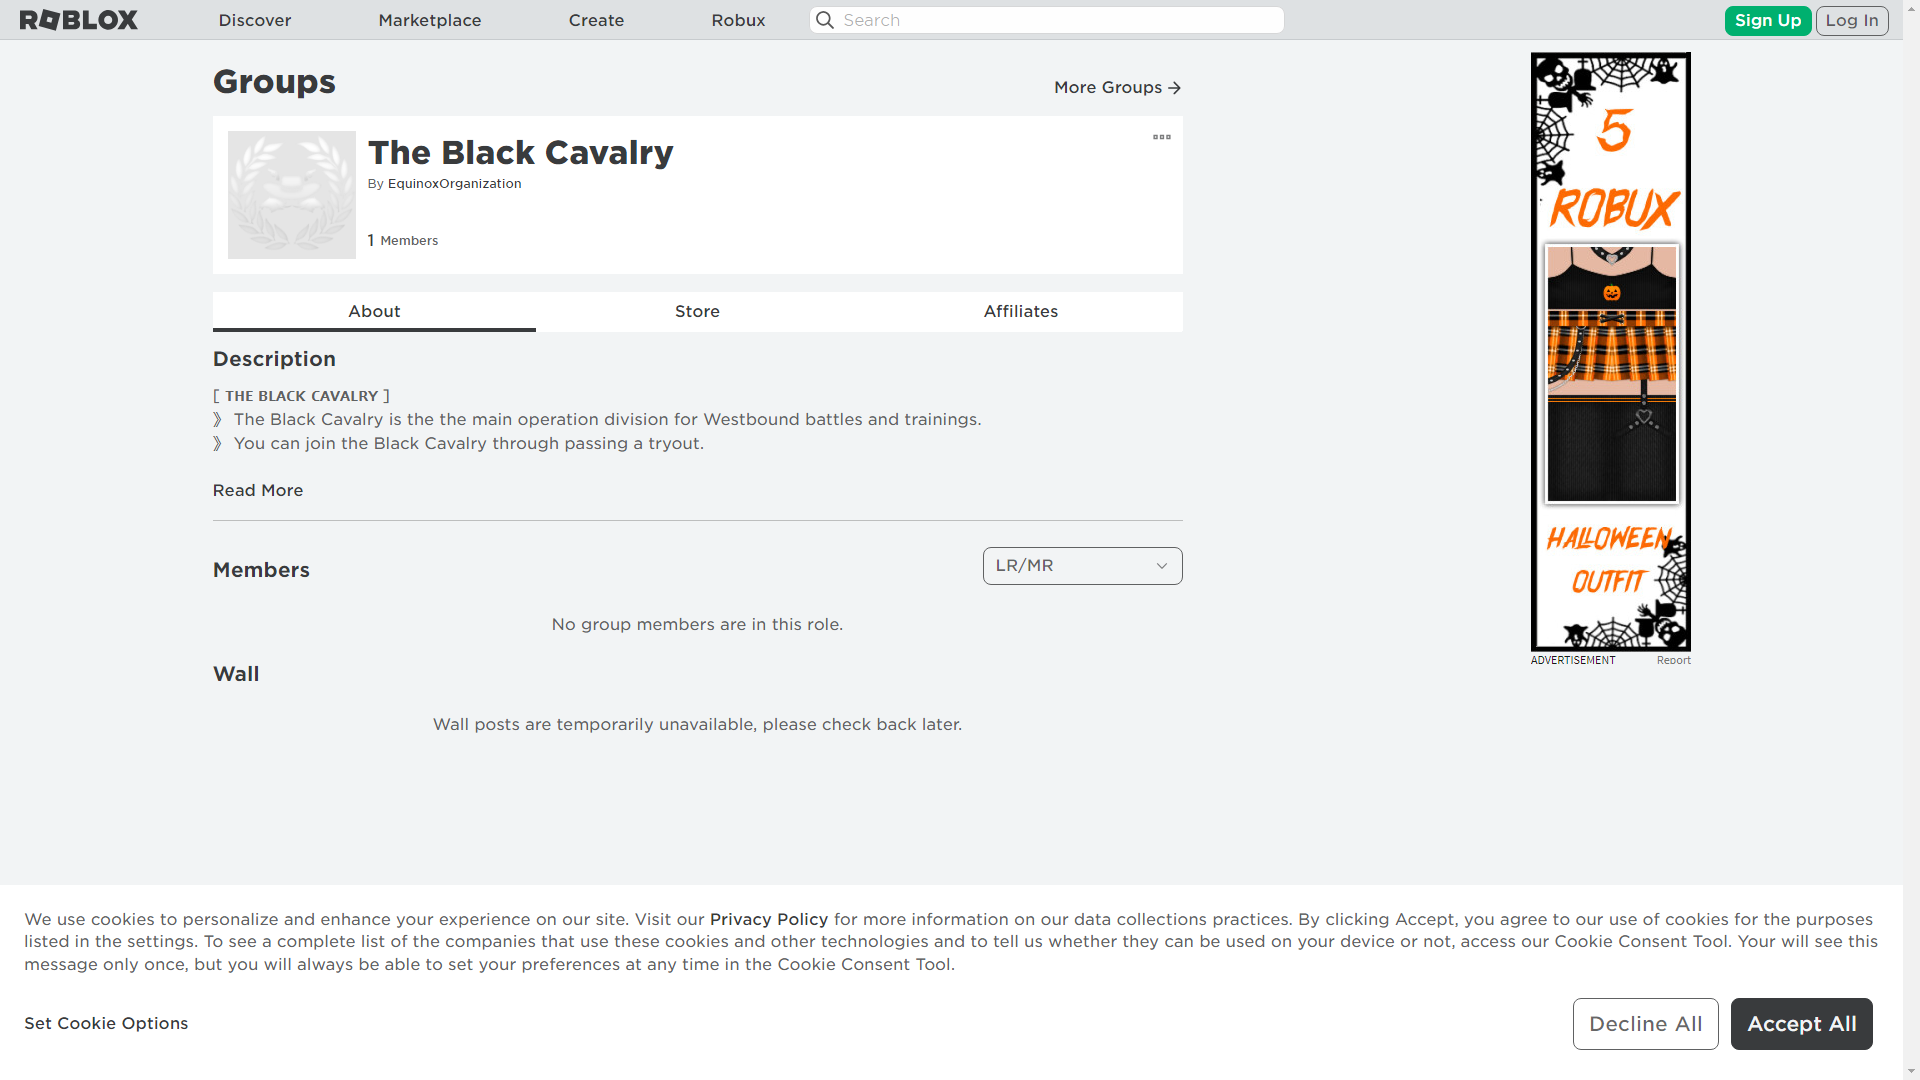 ROBLOX
Discover
Marketplace
Create
Robux
Search
Sign Up
Log In
Groups
More Groups →
The Black Cavalry
By EquinoxOrganization
1 Members
About
Store
Affiliates
Description
[ THE BLACK CAVALRY ]
》 The Black Cavalry is the the main operation division for Westbound battles and trainings.
》 You can join the Black Cavalry through passing a tryout.
Read More
Members
LR/MR
No group members are in this role.
Wall
Wall posts are temporarily unavailable, please check back later.
5
ROBUX
HALLOWEEN
OUTFIT
ADVERTISEMENT
Report
We use cookies to personalize and enhance your experience on our site. Visit our Privacy Policy for more information on our data collections practices. By clicking Accept, you agree to our use of cookies for the purposes
listed in the settings. To see a complete list of the companies that use these cookies and other technologies and to tell us whether they can be used on your device or not, access our Cookie Consent Tool. Your will see this
message only once, but you will always be able to set your preferences at any time in the Cookie Consent Tool.
Set Cookie Options
Decline All
Accept All